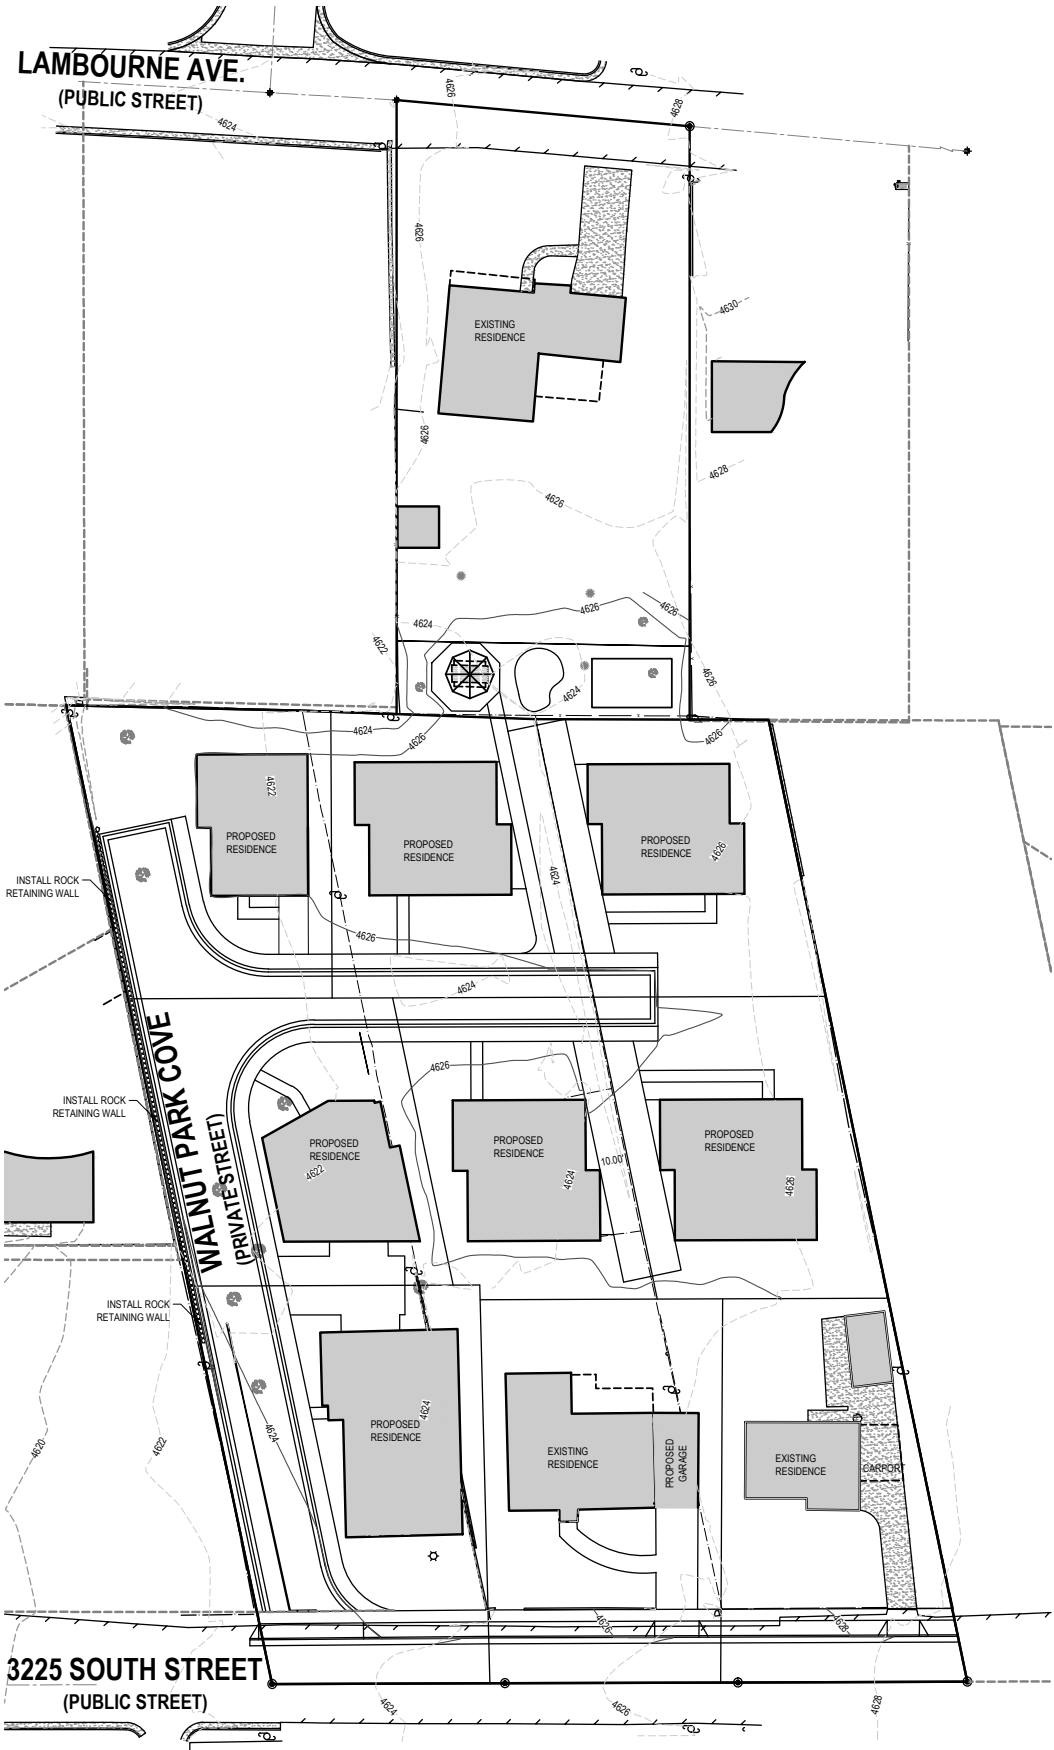 LAMBOURNE AVE.
(PUBLIC STREET)
4626
4628
4624
4626
4630
EXISTING
RESIDENCE
4626
4628
4626
4626
4626
4624
4622
4626
4624
4624
4626
4626
4622
PROPOSED
RESIDENCE
PROPOSED
RESIDENCE
PROPOSED
RESIDENCE
4626
4624
INSTALL ROCK
RETAINING WALL
4626
4624
WALNUT PARK COVE
(PRIVATE STREET)
4626
INSTALL ROCK
RETAINING WALL
PROPOSED
RESIDENCE
4622
PROPOSED
RESIDENCE
4624
10.00'
PROPOSED
RESIDENCE
4626
INSTALL ROCK
RETAINING WALL
4620
4622
4624
PROPOSED
RESIDENCE
4624
EXISTING
RESIDENCE
PROPOSED
GARAGE
EXISTING
RESIDENCE
CARPORT
4626
4628
3225 SOUTH STREET
(PUBLIC STREET)
4624
4626
4628